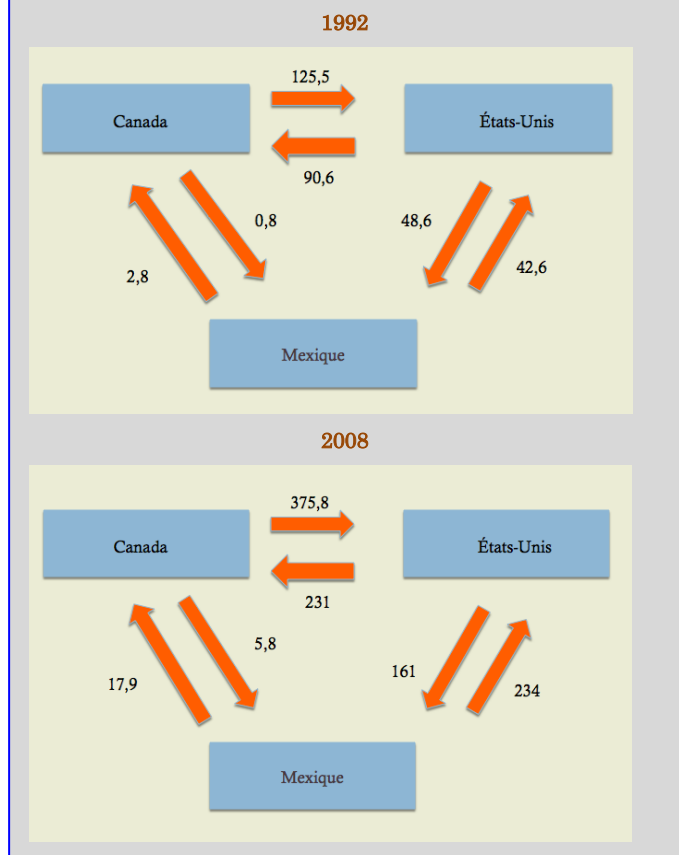 1992
125,5
Canada
États-Unis
90,6
0,8
48,6
2,8
42,6
Mexique
2008
375,8
Canada
États-Unis
231
5,8
161
17,9
234
Mexique